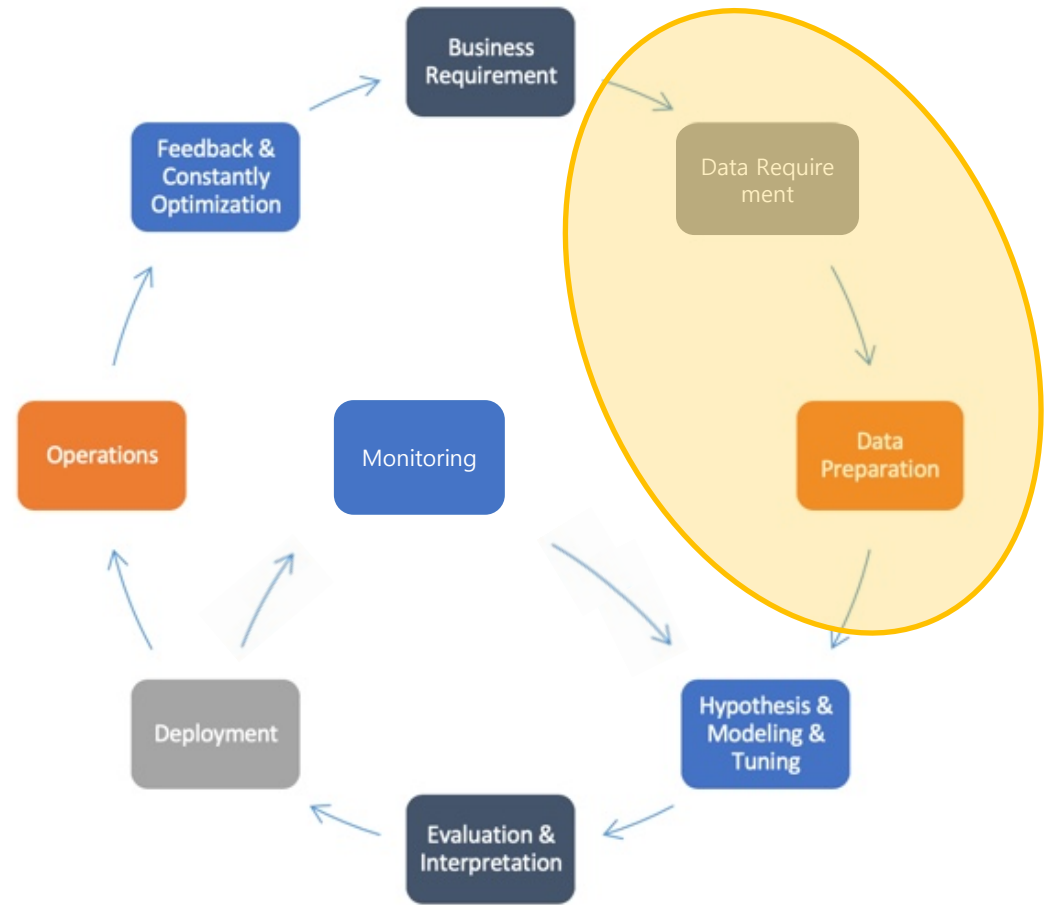 Business
Requirement
Data Require
ment
Feedback &
Constantly
Optimization
Operations
Monitoring
Data
Preparation
Deployment
Hypothesis &
Modeling &
Tuning
Evaluation &
Interpretation